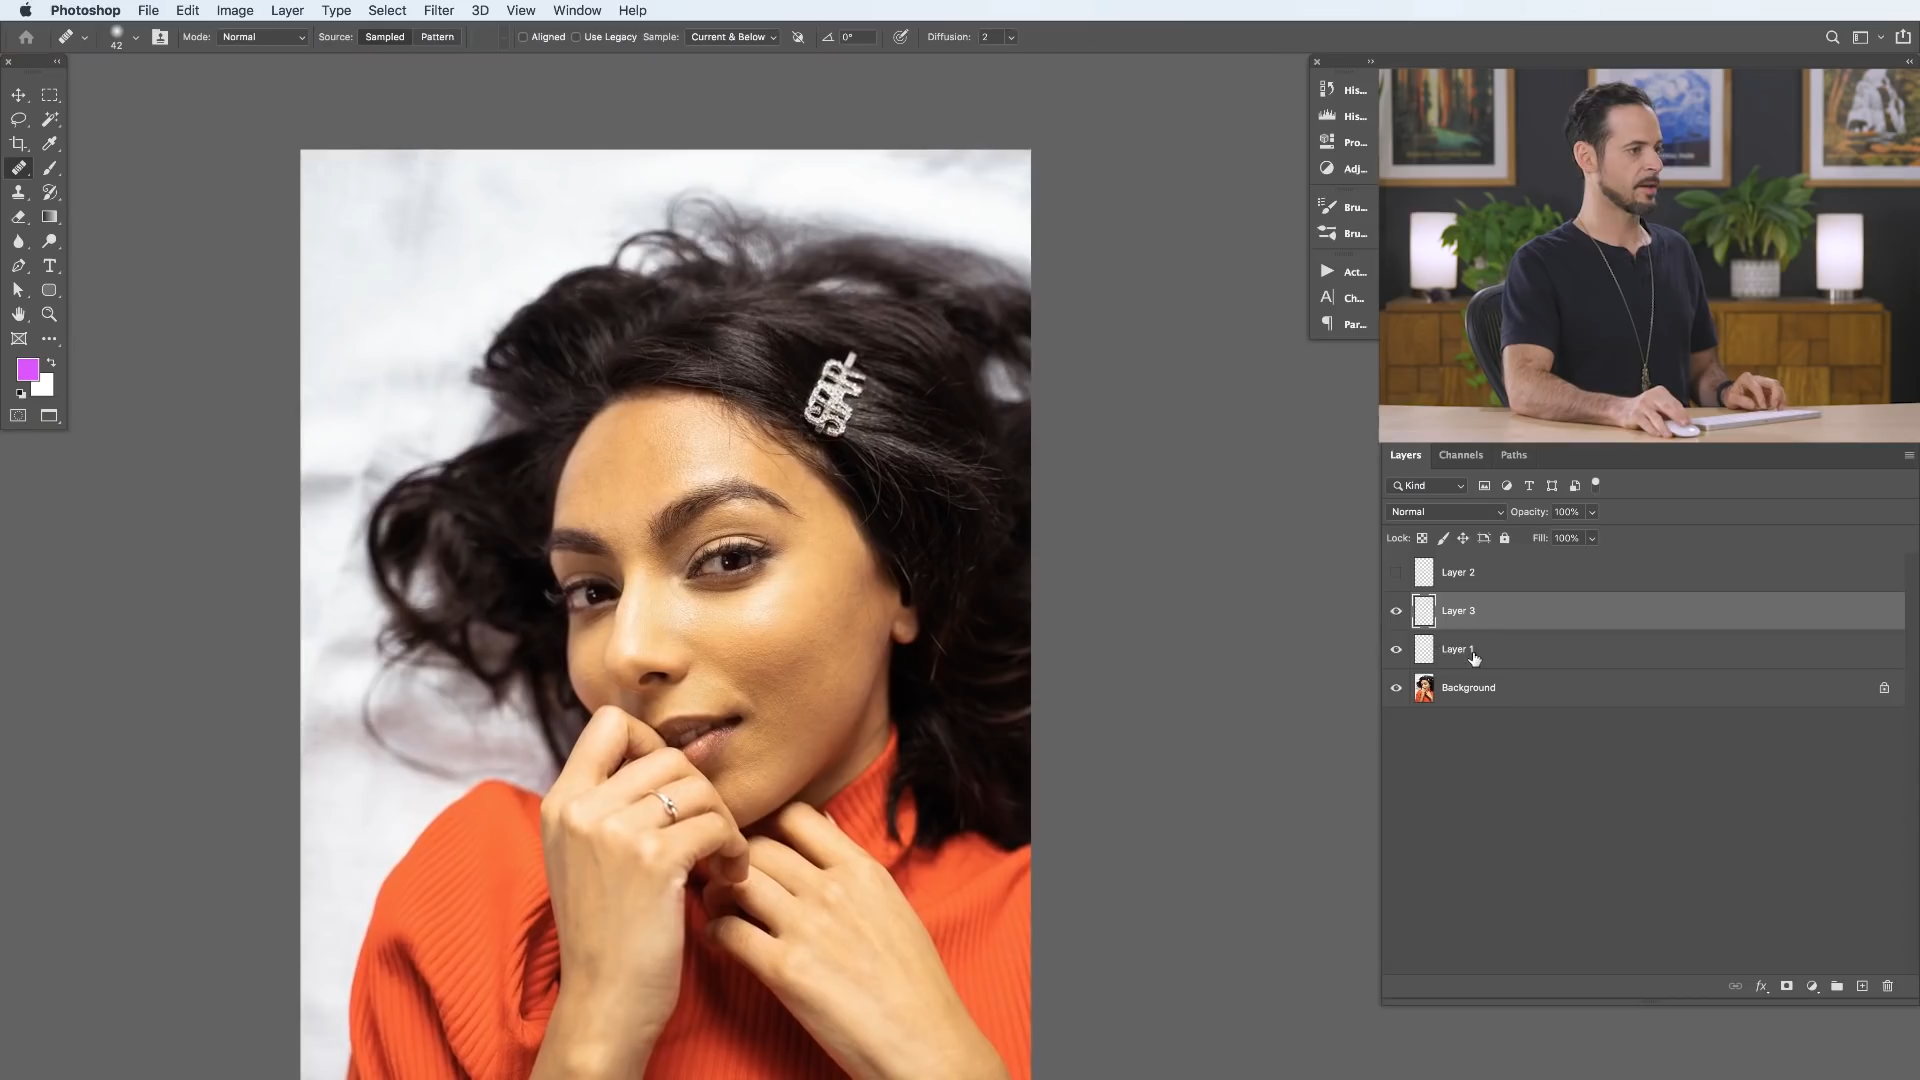 Photoshop File Edit Image Layer Type Select Filter 3D View Window Help
42 Mode: Normal Source: Sampled Pattern Aligned Use Legacy Sample: Current & Below 0° Diffusion: 2
His...
His...
Pro...
Adj...
Bru...
Bru...
Act...
Ch...
Par...
STAR
Layers Channels Paths
Kind
Normal Opacity: 100%
Lock: Fill: 100%
Layer 2
Layer 3
Layer 1
Background
fx